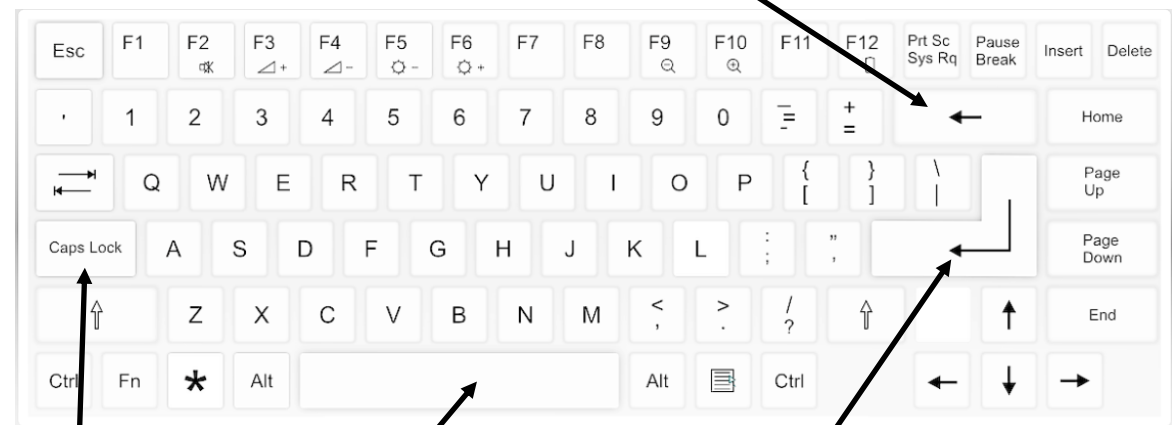 Esc F1 F2 F3 + F4 - F5 - F6 + F7 F8 F9 F10 F11 F12 Prt Sc Sys Rq Pause Break Insert Delete
' 1 2 3 4 5 6 7 8 9 0 — = - + = Home
Q W E R T Y U I O P { [ } ] \ | Page Up
Caps Lock A S D F G H J K L : ; " ' Page Down
Z X C V B N M < , > . / ? End
Ctrl Fn * Alt Alt Ctrl